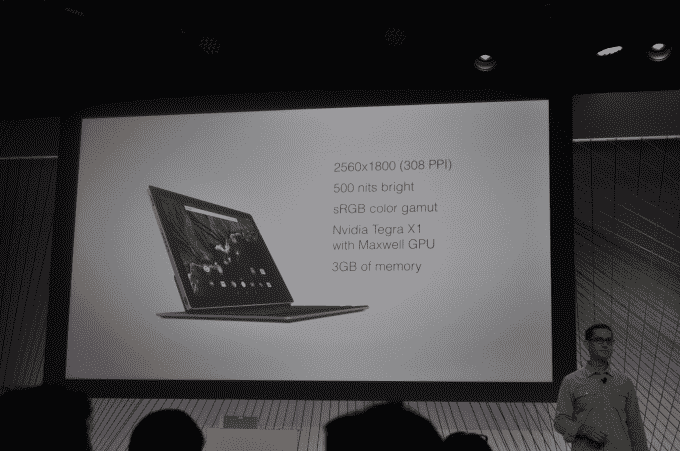 2560x1800 (308 PPI)
500 nits bright
sRGB color gamut
Nvidia Tegra X1
with Maxwell GPU
3GB of memory